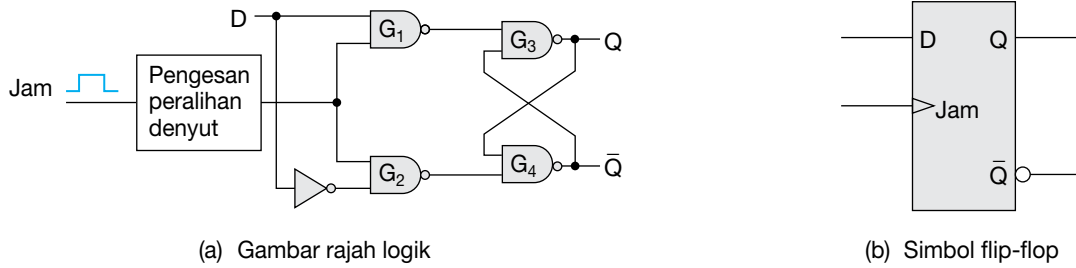 D
G1
G3
Q
Jam
Pengesan
peralihan
denyut
G2
G4
Q̅
(a) Gambar rajah logik
D
Q
Jam
Q̅
(b) Simbol flip-flop